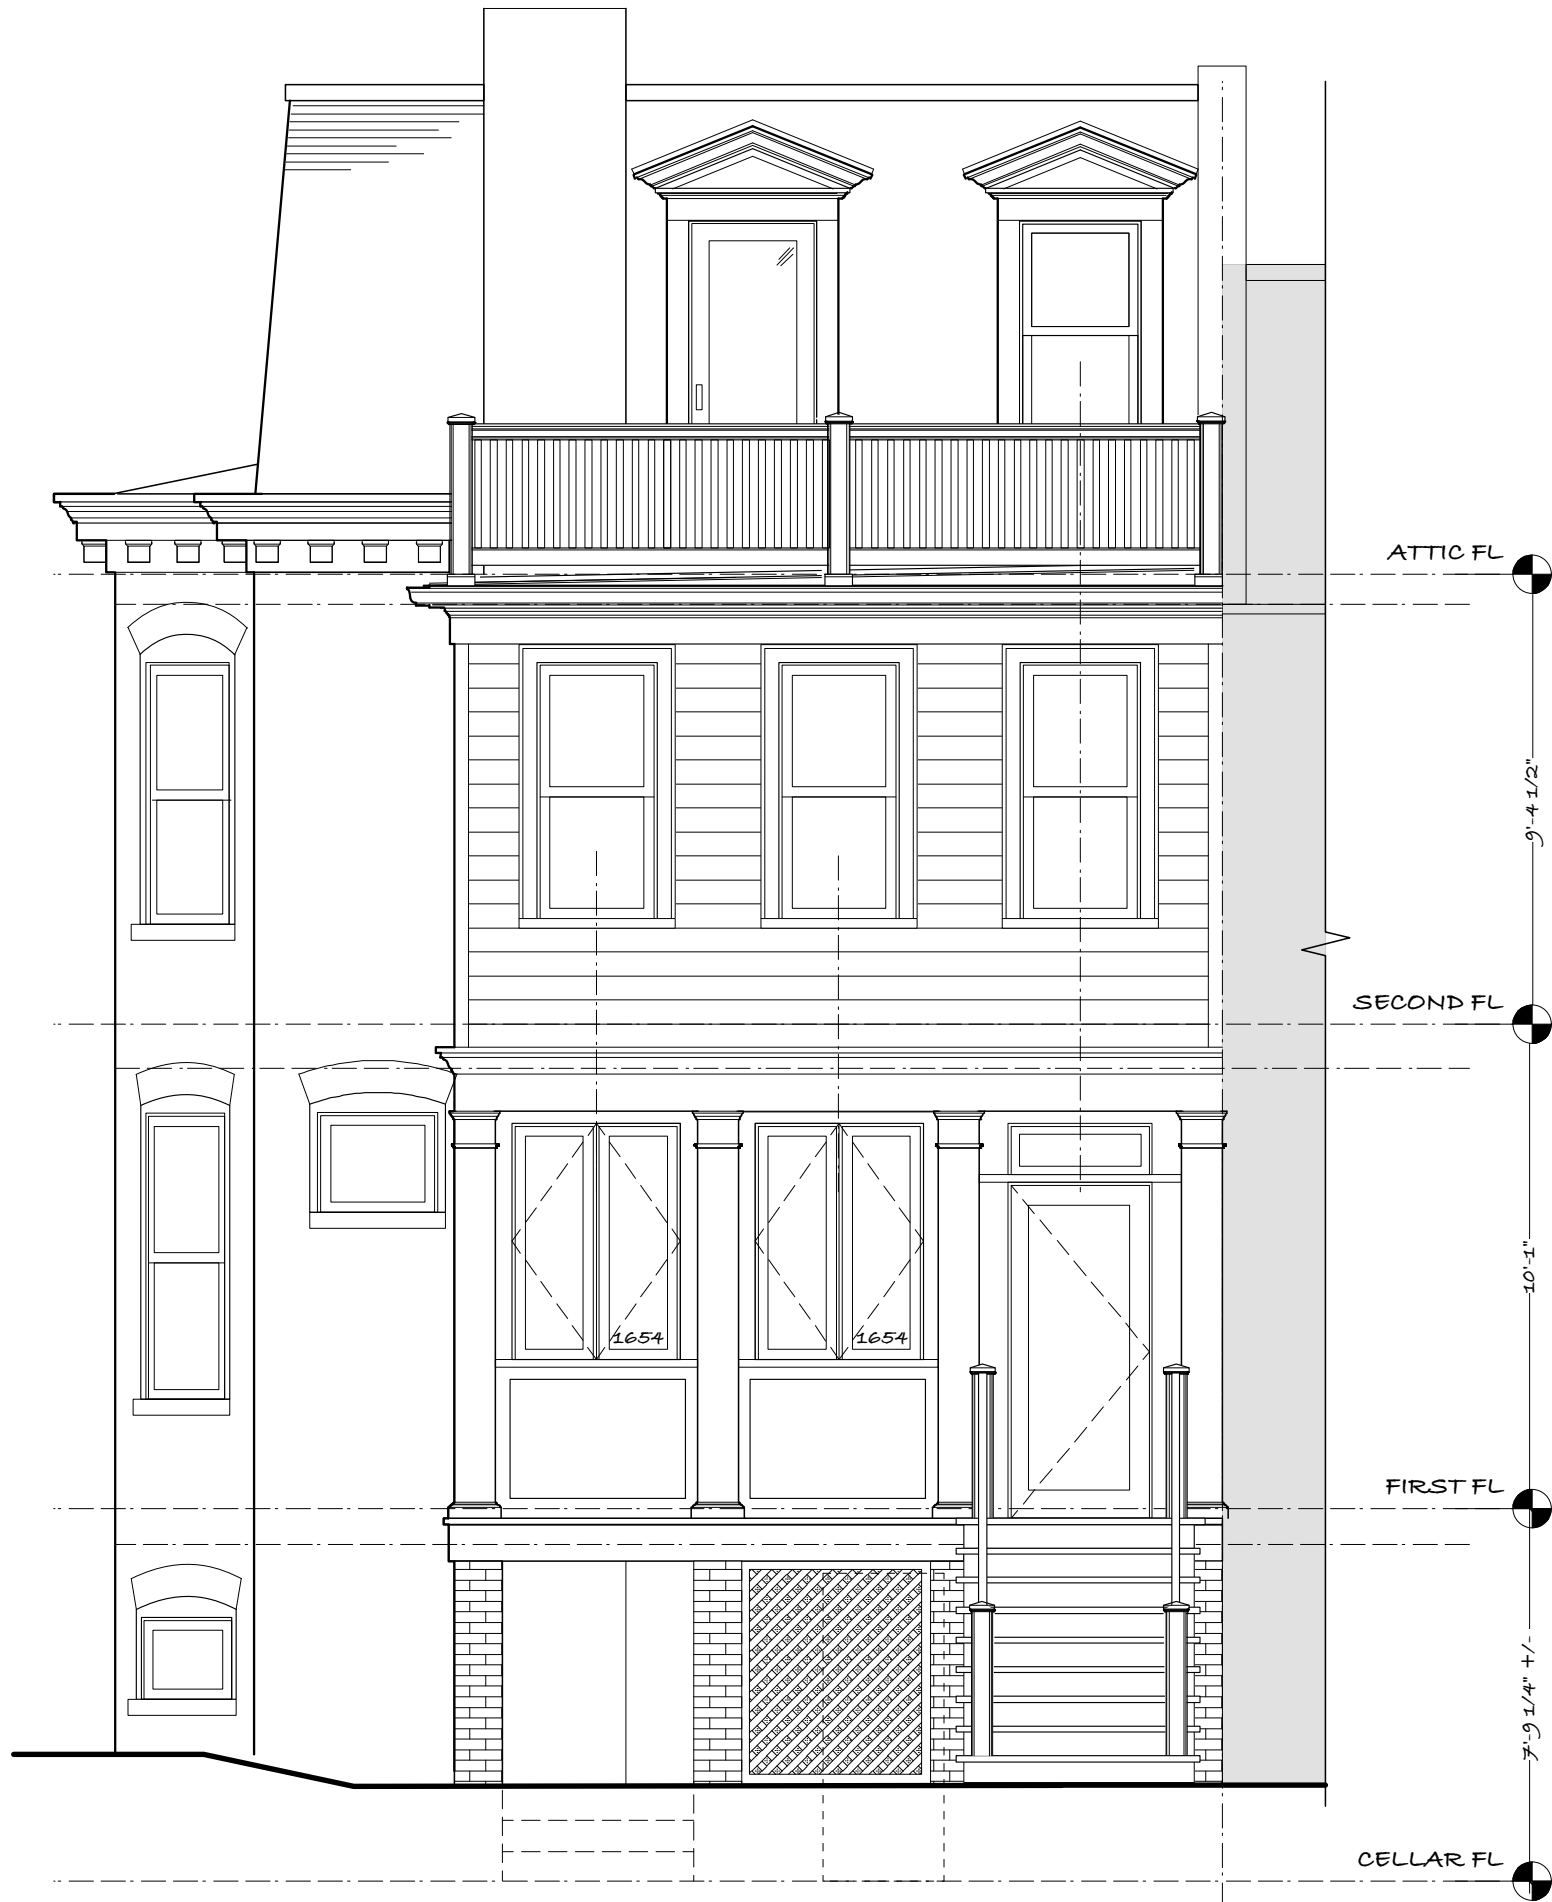 ATTIC FL
9'-4 1/2"
SECOND FL
10'-1"
1654
1654
FIRST FL
7'-9 1/4" +/-
CELLAR FL